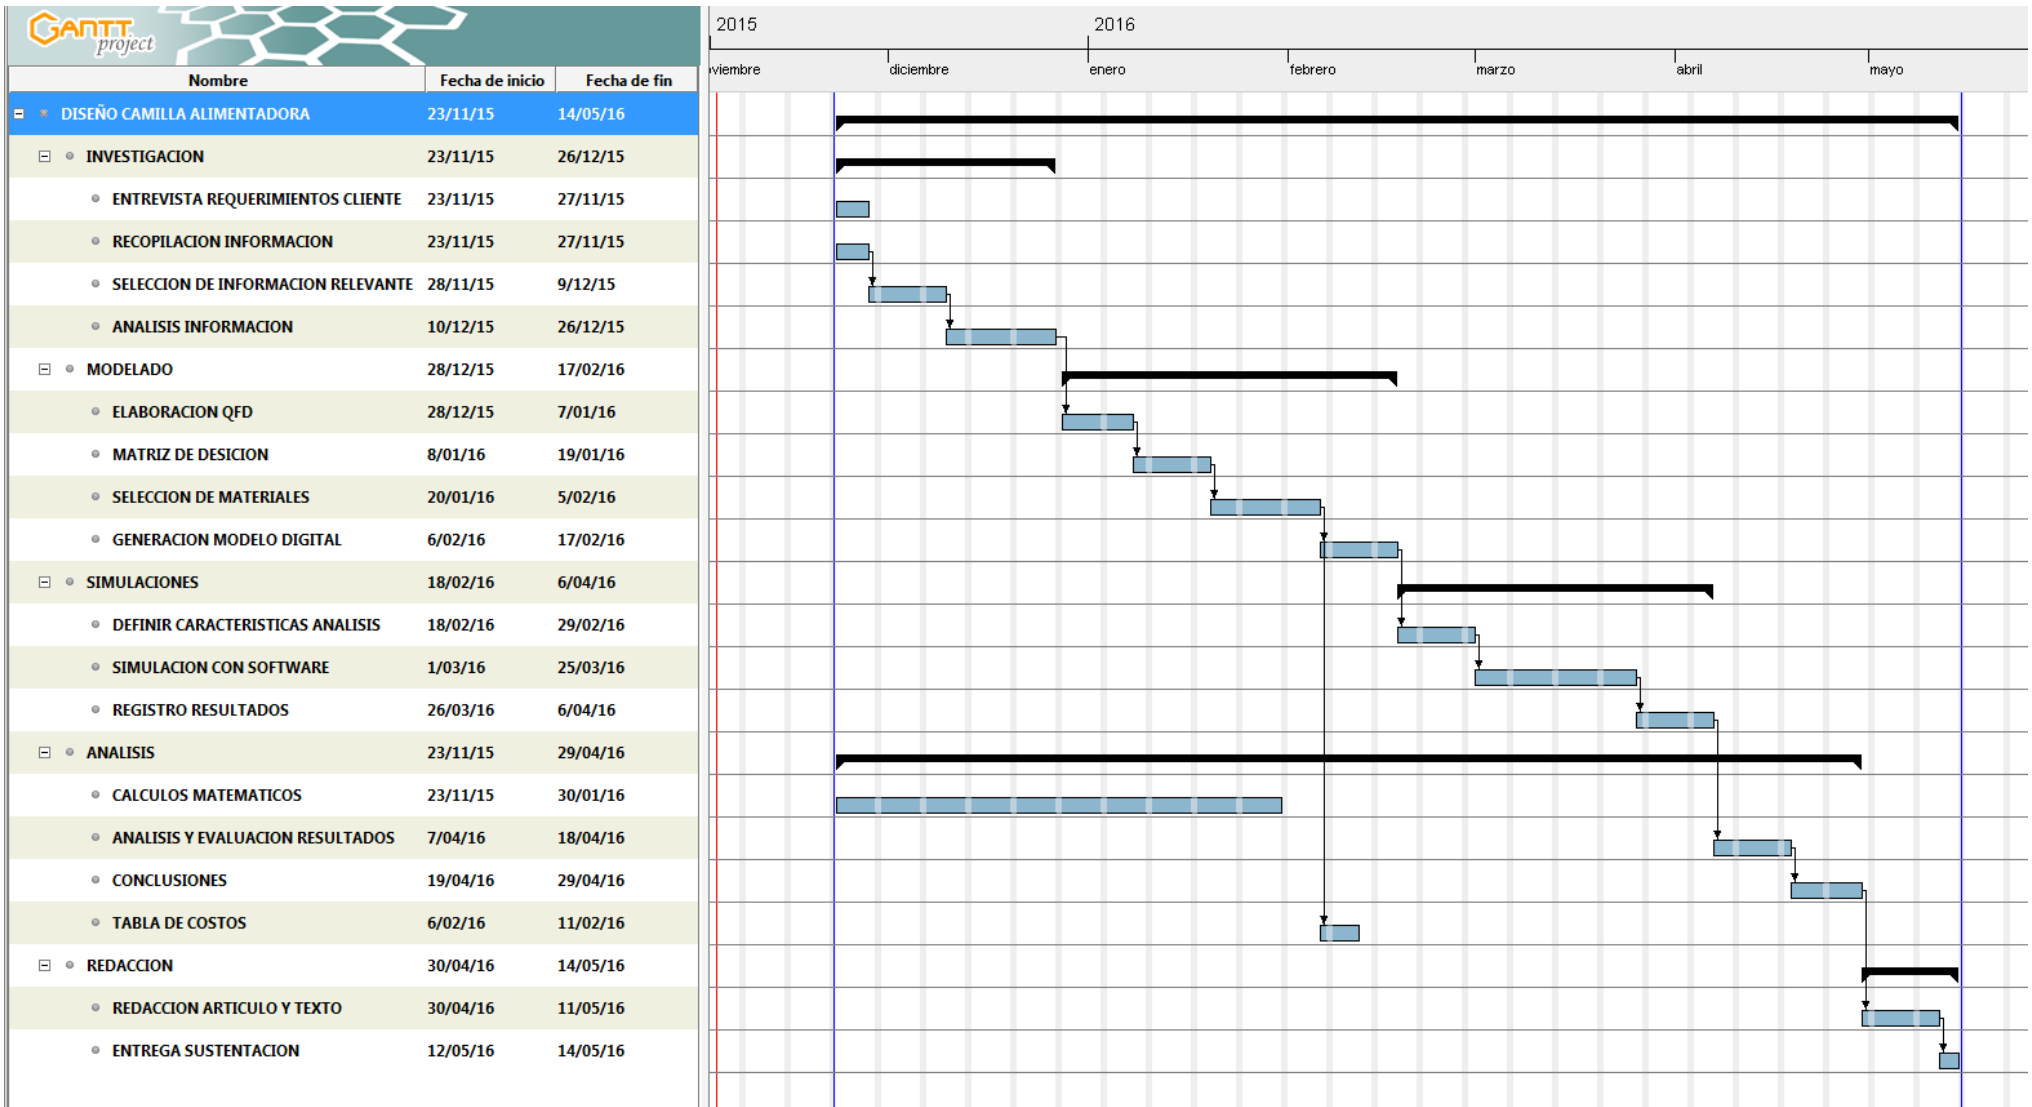 GANTT project
2015 2016
viembre diciembre enero febrero marzo abril mayo
Nombre Fecha de inicio Fecha de fin
DISEÑO CAMILLA ALIMENTADORA 23/11/15 14/05/16
INVESTIGACION 23/11/15 26/12/15
ENTREVISTA REQUERIMIENTOS CLIENTE 23/11/15 27/11/15
RECOPILACION INFORMACION 23/11/15 27/11/15
SELECCION DE INFORMACION RELEVANTE 28/11/15 9/12/15
ANALISIS INFORMACION 10/12/15 26/12/15
MODELADO 28/12/15 17/02/16
ELABORACION QFD 28/12/15 7/01/16
MATRIZ DE DESICION 8/01/16 19/01/16
SELECCION DE MATERIALES 20/01/16 5/02/16
GENERACION MODELO DIGITAL 6/02/16 17/02/16
SIMULACIONES 18/02/16 6/04/16
DEFINIR CARACTERISTICAS ANALISIS 18/02/16 29/02/16
SIMULACION CON SOFTWARE 1/03/16 25/03/16
REGISTRO RESULTADOS 26/03/16 6/04/16
ANALISIS 23/11/15 29/04/16
CALCULOS MATEMATICOS 23/11/15 30/01/16
ANALISIS Y EVALUACION RESULTADOS 7/04/16 18/04/16
CONCLUSIONES 19/04/16 29/04/16
TABLA DE COSTOS 6/02/16 11/02/16
REDACCION 30/04/16 14/05/16
REDACCION ARTICULO Y TEXTO 30/04/16 11/05/16
ENTREGA SUSTENTACION 12/05/16 14/05/16